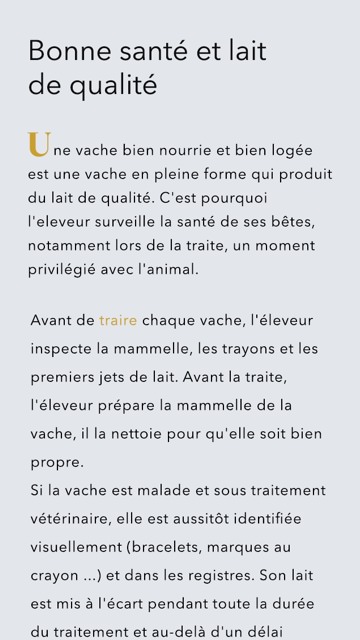 Bonne santé et lait
de qualité
Une vache bien nourrie et bien logée
est une vache en pleine forme qui produit
du lait de qualité. C'est pourquoi
l'eleveur surveille la santé de ses bêtes,
notamment lors de la traite, un moment
privilégié avec l'animal.
Avant de traire chaque vache, l'éleveur
inspecte la mammelle, les trayons et les
premiers jets de lait. Avant la traite,
l'éleveur prépare la mammelle de la
vache, il la nettoie pour qu'elle soit bien
propre.
Si la vache est malade et sous traitement
vétérinaire, elle est aussitôt identifiée
visuellement (bracelets, marques au
crayon ...) et dans les registres. Son lait
est mis à l'écart pendant toute la durée
du traitement et au-delà d'un délai